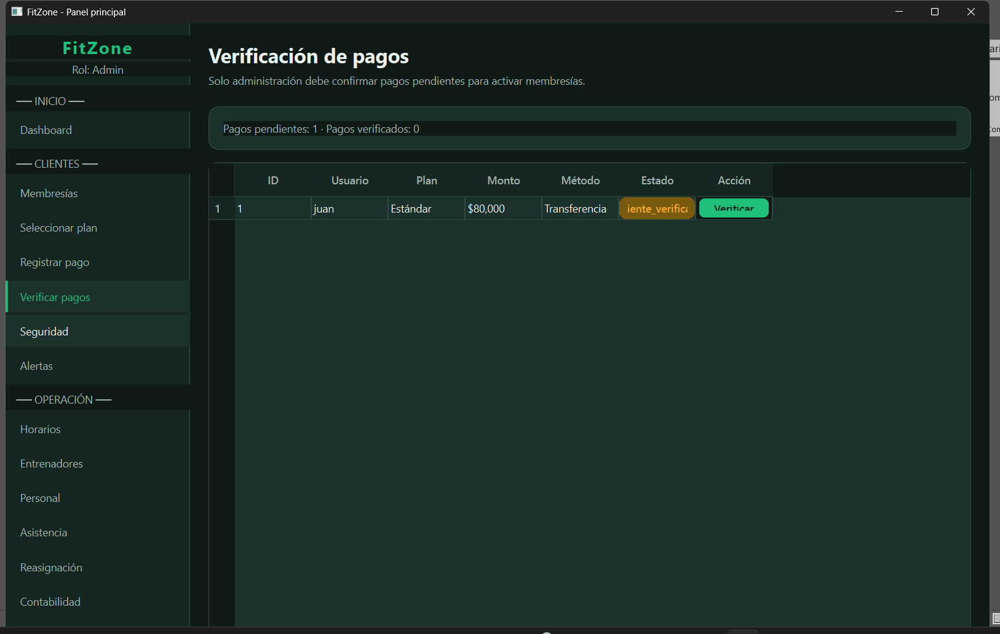 FitZone - Panel principal
FitZone
Rol: Admin
── INICIO ──
Dashboard
── CLIENTES ──
Membresías
Seleccionar plan
Registrar pago
Verificar pagos
Seguridad
Alertas
── OPERACIÓN ──
Horarios
Entrenadores
Personal
Asistencia
Reasignación
Contabilidad
Verificación de pagos
Solo administración debe confirmar pagos pendientes para activar membresías.
Pagos pendientes: 1 · Pagos verificados: 0
ID Usuario Plan Monto Método Estado Acción
1 1 juan Estándar $80,000 Transferencia iente_verifica Verificar